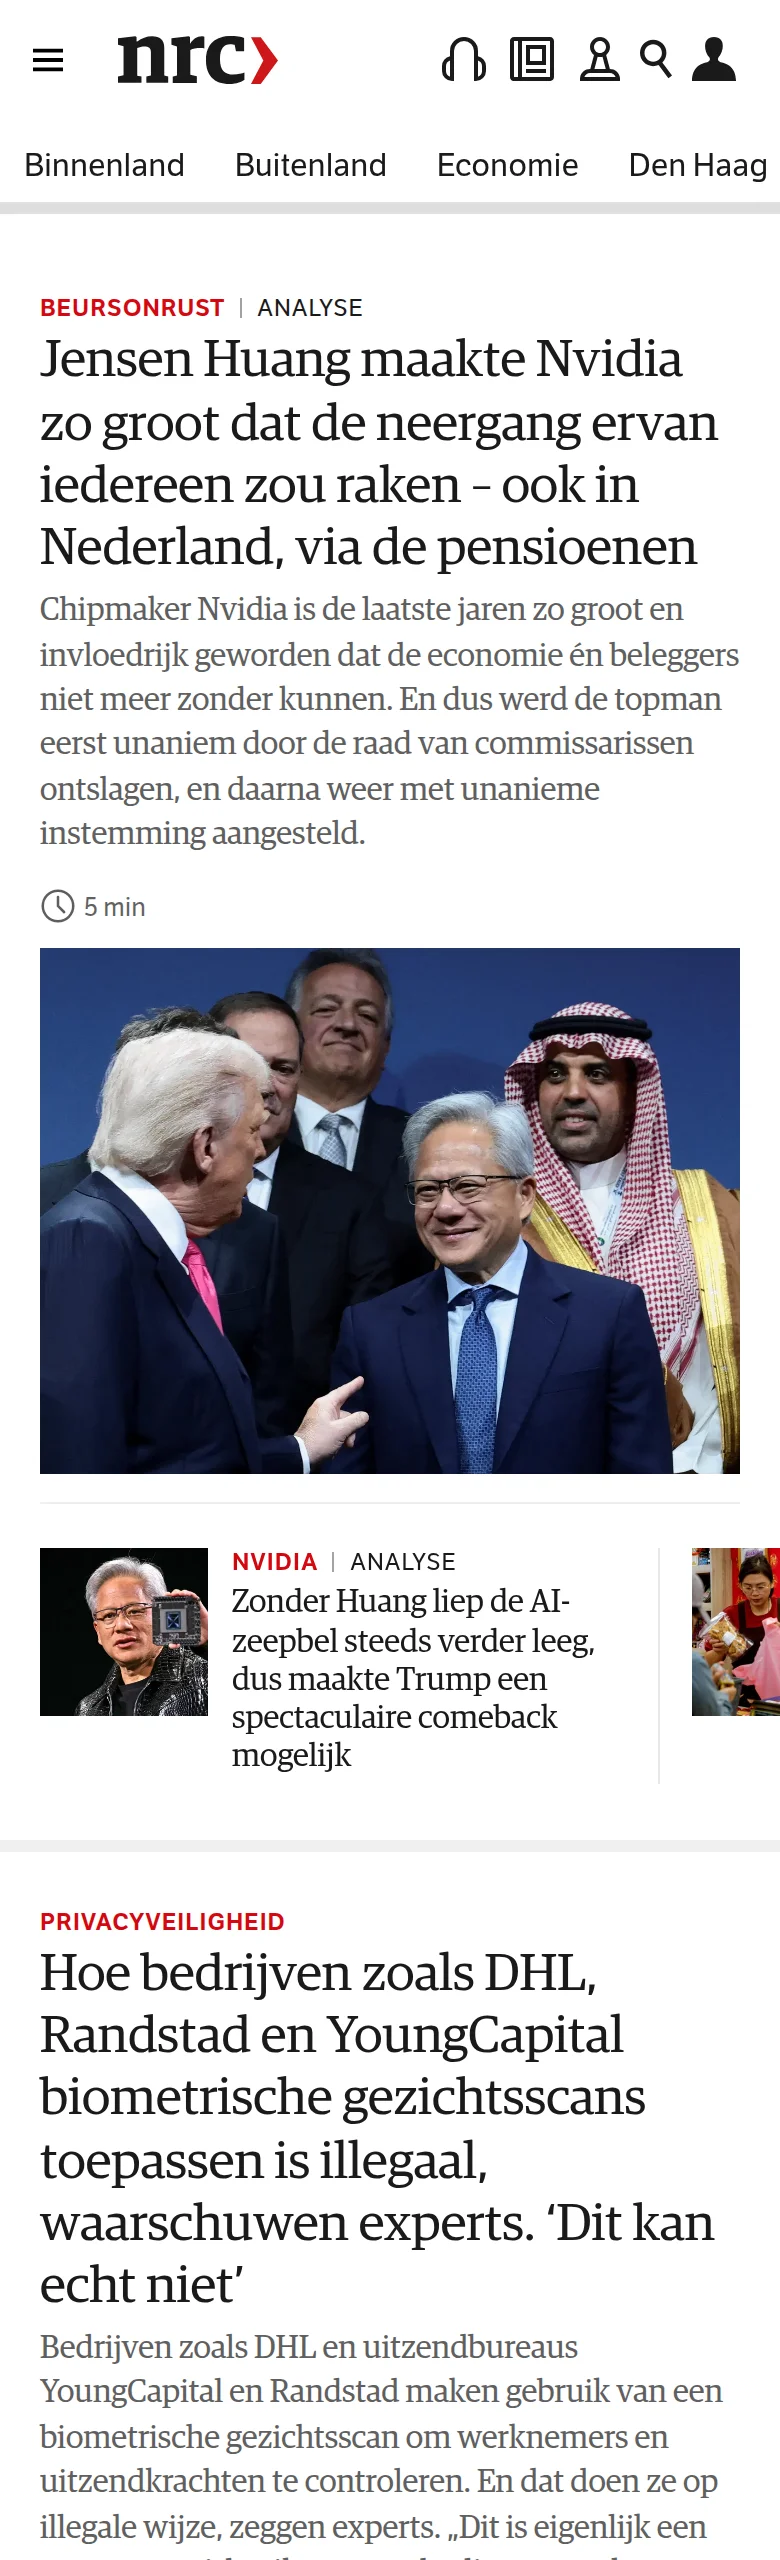 nrc
Binnenland Buitenland Economie Den Haag
BEURSONRUST | ANALYSE
Jensen Huang maakte Nvidia
zo groot dat de neergang ervan
iedereen zou raken – ook in
Nederland, via de pensioenen
Chipmaker Nvidia is de laatste jaren zo groot en
invloedrijk geworden dat de economie én beleggers
niet meer zonder kunnen. En dus werd de topman
eerst unaniem door de raad van commissarissen
ontslagen, en daarna weer met unanieme
instemming aangesteld.
5 min
NVIDIA | ANALYSE
Zonder Huang liep de AI-
zeepbel steeds verder leeg,
dus maakte Trump een
spectaculaire comeback
mogelijk
PRIVACYVEILIGHEID
Hoe bedrijven zoals DHL,
Randstad en YoungCapital
biometrische gezichtsscans
toepassen is illegaal,
waarschuwen experts. ‘Dit kan
echt niet’
Bedrijven zoals DHL en uitzendbureaus
YoungCapital en Randstad maken gebruik van een
biometrische gezichtsscan om werknemers en
uitzendkrachten te controleren. En dat doen ze op
illegale wijze, zeggen experts. „Dit is eigenlijk een